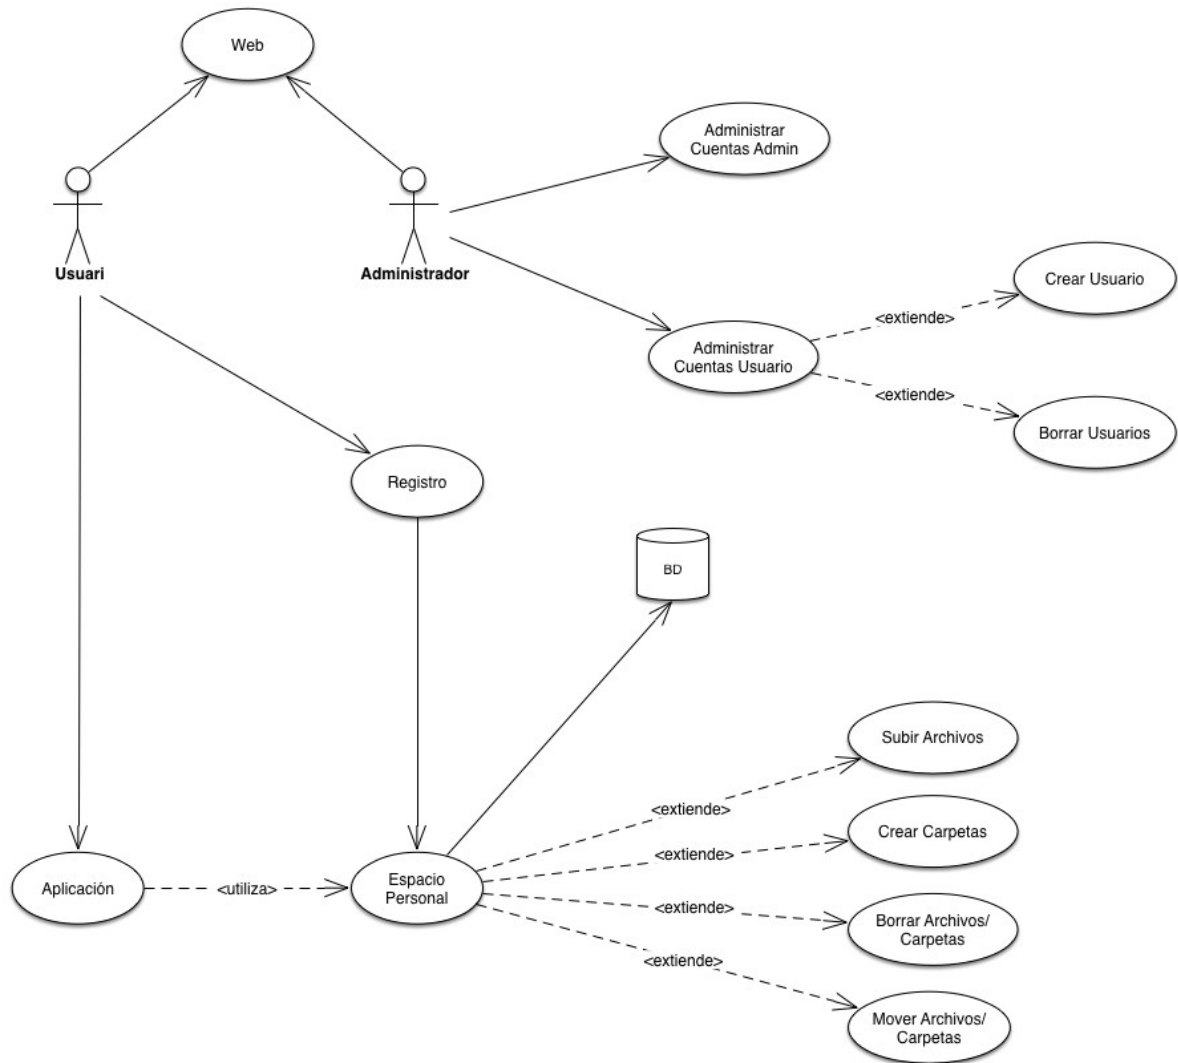 Web
Administrar
Cuentas Admin
Usuari
Administrador
Crear Usuario
<extiende>
Administrar
Cuentas Usuario
<extiende>
Borrar Usuarios
Registro
BD
Subir Archivos
<extiende>
Crear Carpetas
<extiende>
Aplicación
<utiliza>
Espacio
Personal
<extiende>
Borrar Archivos/
Carpetas
<extiende>
Mover Archivos/
Carpetas